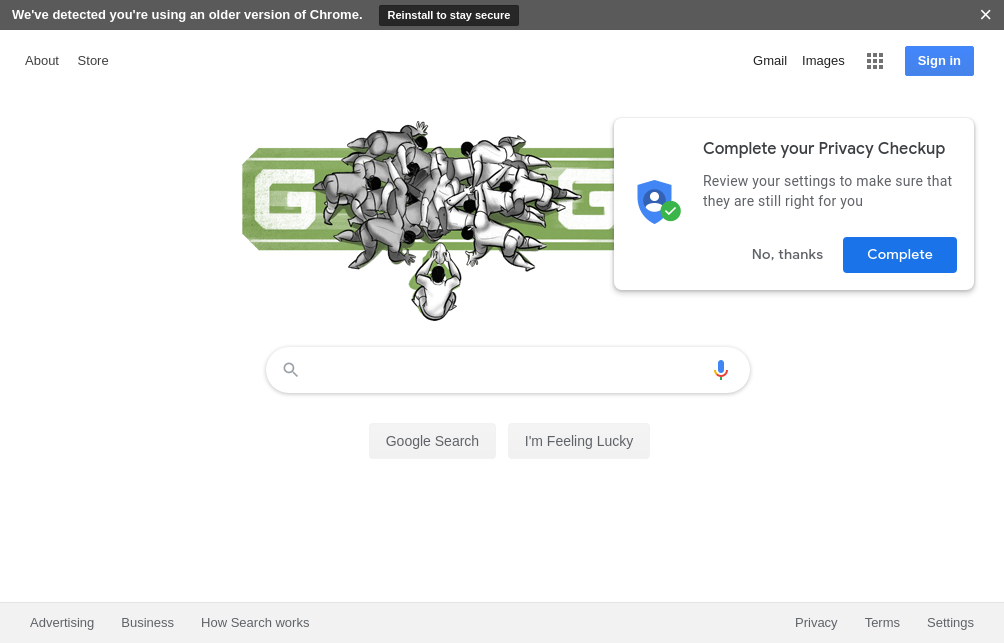 We've detected you're using an older version of Chrome. Reinstall to stay secure
About Store Gmail Images Sign in
Complete your Privacy Checkup
Review your settings to make sure that
they are still right for you
No, thanks Complete
G G
Google Search I'm Feeling Lucky
Advertising Business How Search works Privacy Terms Settings